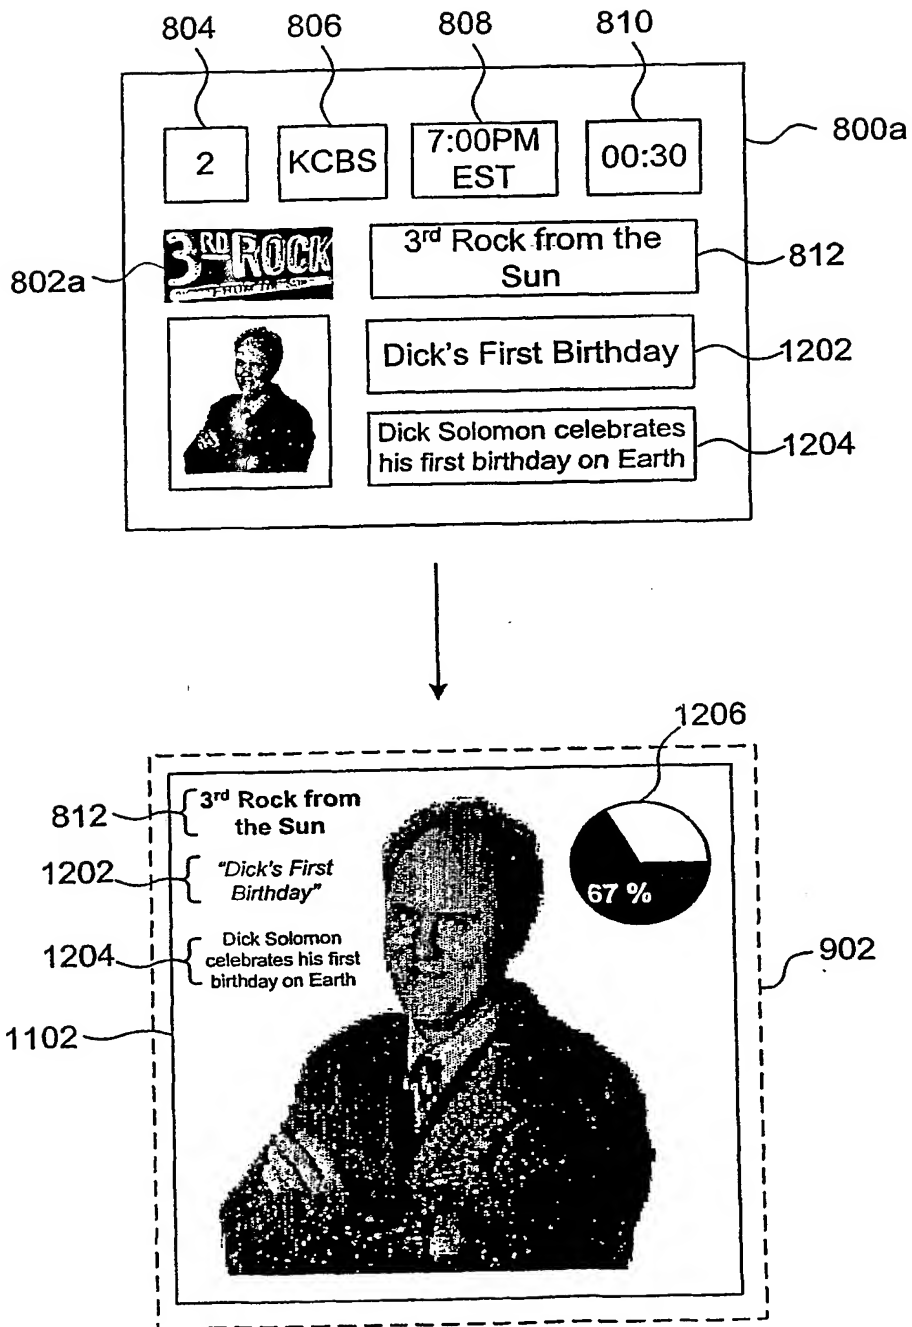 804 806 808 810
800a
2 KCBS 7:00PM 00:30
EST
3RD ROCK
802a
3rd Rock from the
Sun
812
Dick's First Birthday
1202
Dick Solomon celebrates
his first birthday on Earth
1204
1206
812
3rd Rock from
the Sun
1202
"Dick's First
Birthday"
67 %
1204
Dick Solomon
celebrates his first
birthday on Earth
902
1102